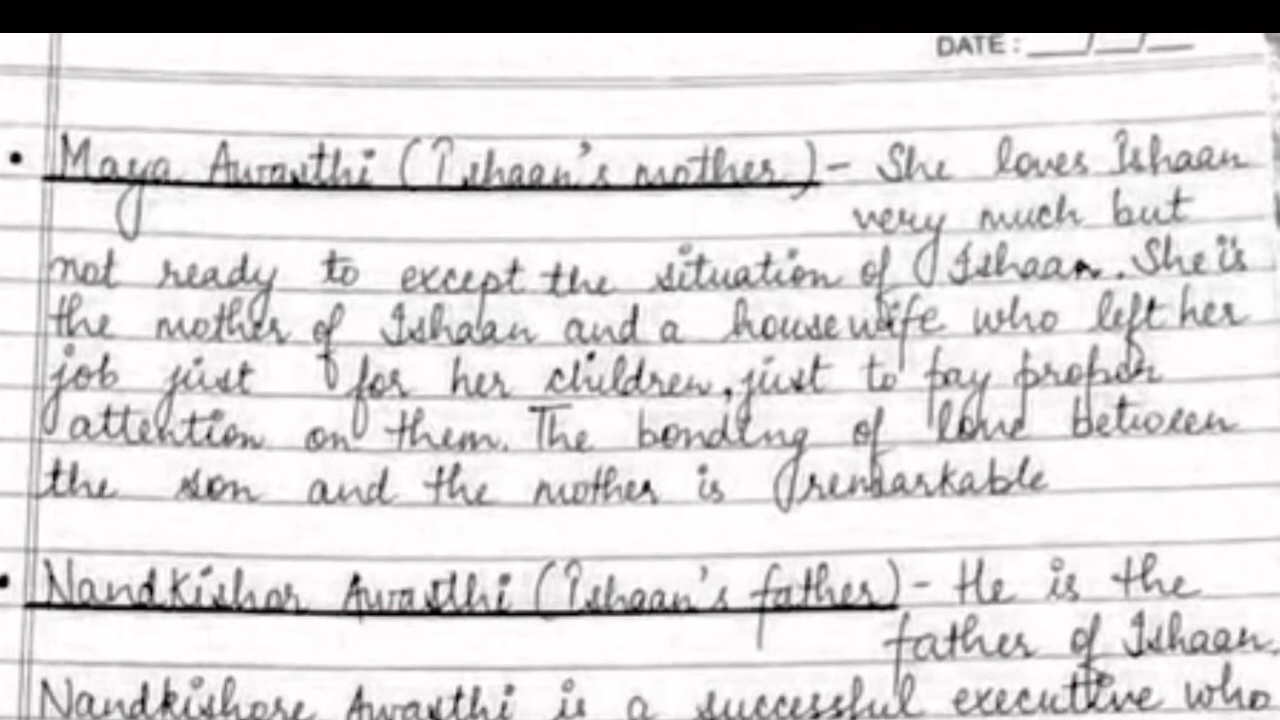 DATE : __/__/__
• Maya Awasthi (Ishaan's mother) - She loves Ishaan
very much but
not ready to except the situation of Ishaan. She is
the mother of Ishaan and a housewife who left her
job just for her children, just to pay proper
attention on them. The bonding of love between
the son and the mother is remarkable
• NandKishor Awasthi (Ishaan's father) - He is the
father of Ishaan.
Nandkishore Awasthi is a successful executive who